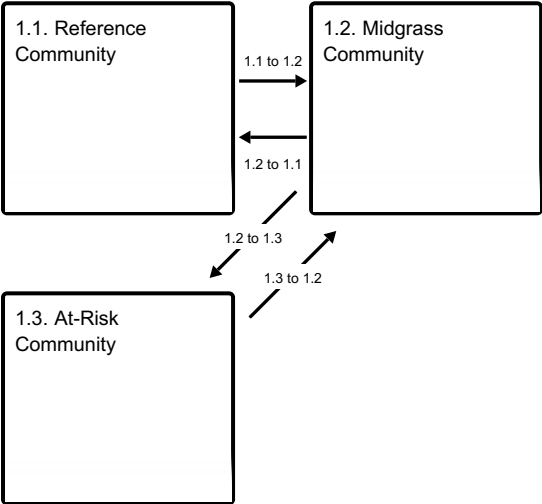 1.1. Reference
Community
1.2. Midgrass
Community
1.1 to 1.2
1.2 to 1.1
1.2 to 1.3
1.3 to 1.2
1.3. At-Risk
Community